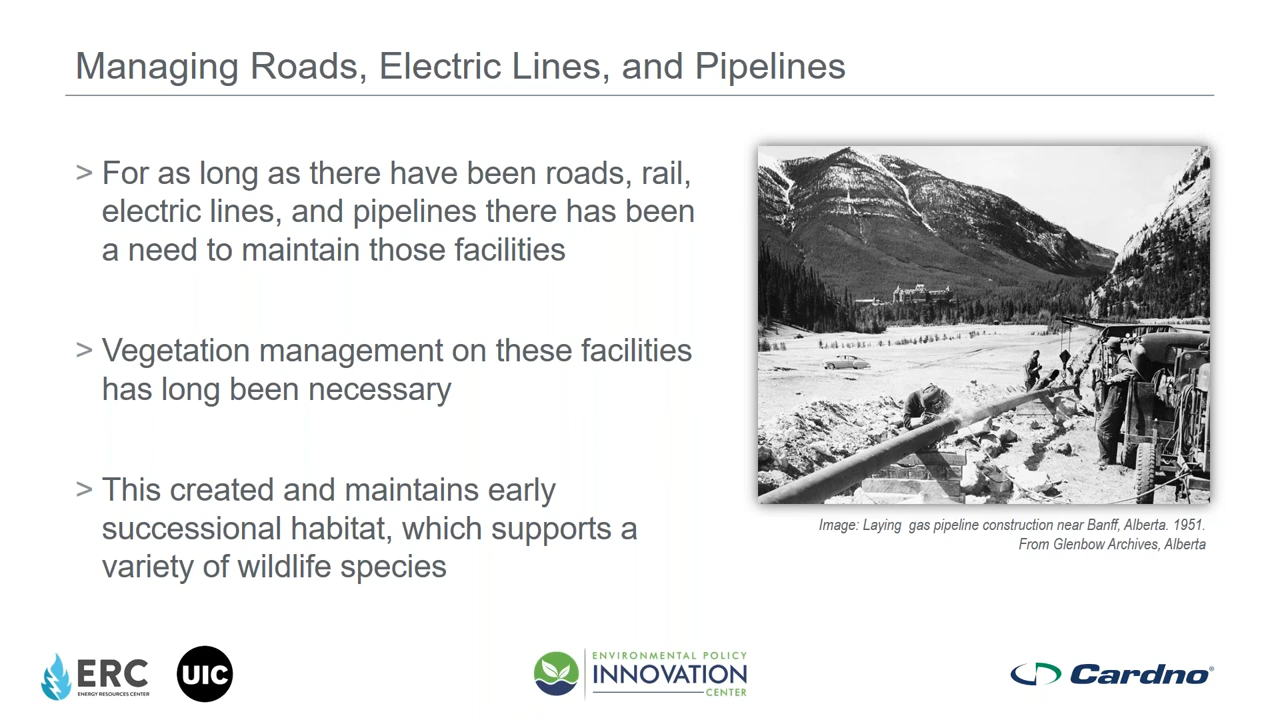 Managing Roads, Electric Lines, and Pipelines
> For as long as there have been roads, rail,
electric lines, and pipelines there has been
a need to maintain those facilities
> Vegetation management on these facilities
has long been necessary
> This created and maintains early
successional habitat, which supports a
variety of wildlife species
Image: Laying gas pipeline construction near Banff, Alberta. 1951.
From Glenbow Archives, Alberta
ERC
ENERGY RESOURCES CENTER
UIC
ENVIRONMENTAL POLICY
INNOVATION
CENTER
Cardno®